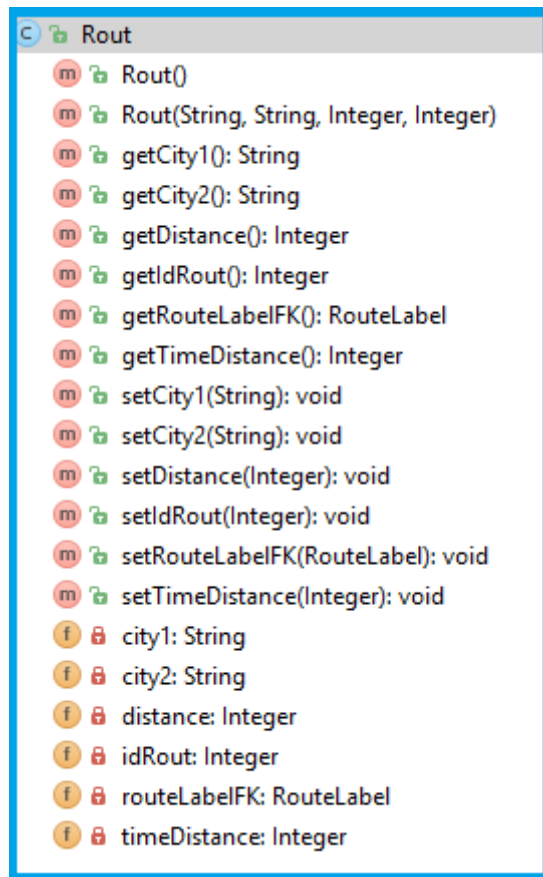 C Rout
m Rout()
m Rout(String, String, Integer, Integer)
m getCity1(): String
m getCity2(): String
m getDistance(): Integer
m getIdRout(): Integer
m getRouteLabelFK(): RouteLabel
m getTimeDistance(): Integer
m setCity1(String): void
m setCity2(String): void
m setDistance(Integer): void
m setIdRout(Integer): void
m setRouteLabelFK(RouteLabel): void
m setTimeDistance(Integer): void
f city1: String
f city2: String
f distance: Integer
f idRout: Integer
f routeLabelFK: RouteLabel
f timeDistance: Integer